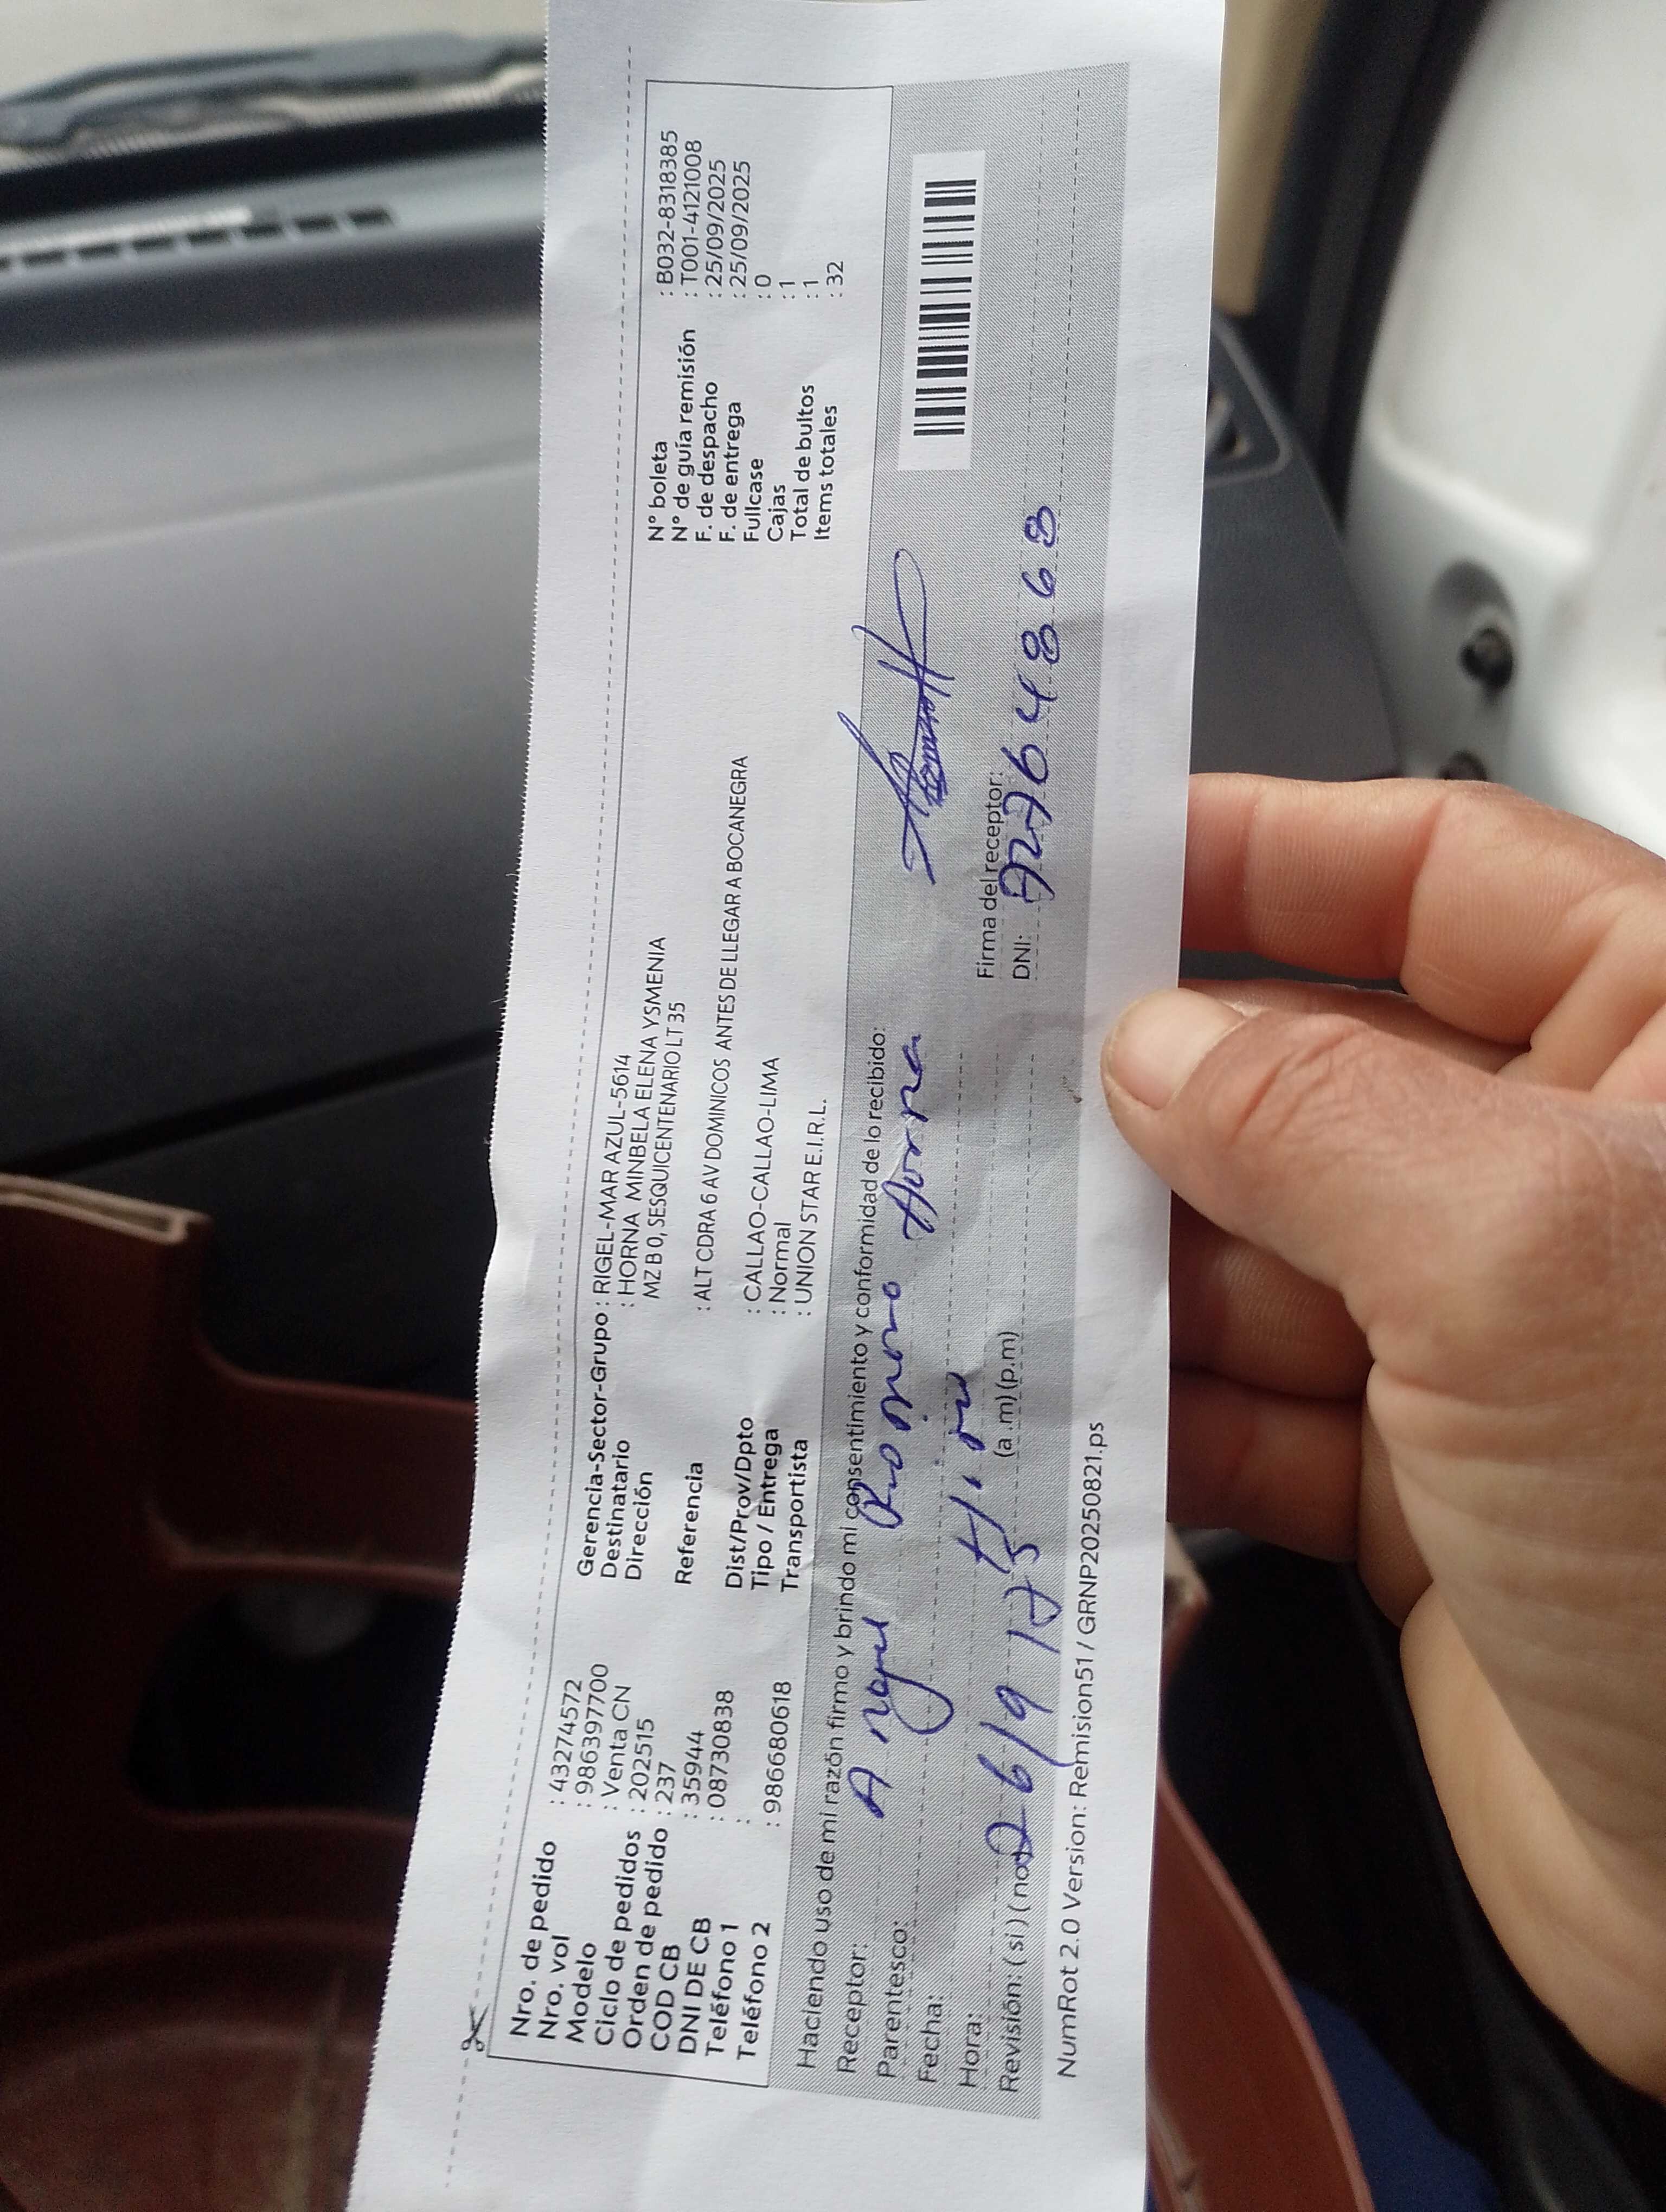 Nro. de pedido : 43274572
Nro. vol : 986397700
Modelo : Venta CN
Ciclo de pedidos : 202515
Orden de pedido : 237
COD CB : 35944
DNI DE CB : 08730838
Teléfono 1 :
Teléfono 2 : 986680618
Gerencia-Sector-Grupo : RIGEL-MAR AZUL-5614
Destinatario : HORNA MINBELA ELENA YSMENIA
Dirección MZ B 0, SESQUICENTENARIO LT 35
Referencia : ALT CDRA 6 AV DOMINICOS ANTES DE LLEGAR A BOCANEGRA
Dist/Prov/Dpto : CALLAO-CALLAO-LIMA
Tipo / Entrega : Normal
Transportista : UNION STAR E.I.R.L.
N° boleta : B032-8318385
N° de guía remisión : T001-4121008
F. de despacho : 25/09/2025
F. de entrega : 25/09/2025
Fullcase : 0
Cajas : 1
Total de bultos : 1
Items totales : 32
Haciendo uso de mi razón firmo y brindo mi consentimiento y conformidad de lo recibido:
Receptor: Angel Horna
Parentesco:
Fecha:
Hora: (a.m) (p.m)
Revisión: (si) (no) 26/9/
Firma del receptor:
DNI: 4868
NumRot 2.0 Version: Remision51 / GRNP20250821.ps